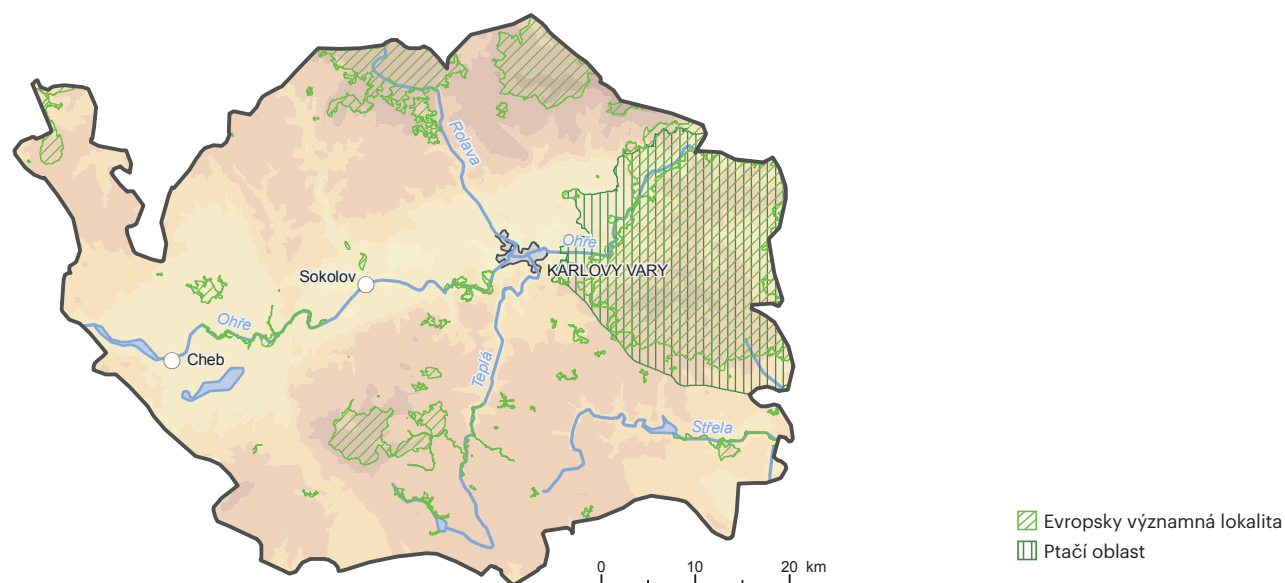 Rolava
Ohře
KARLOVY VARY
Sokolov
Ohře
Cheb
Teplá
Střela
Evropsky významná lokalita
Ptačí oblast
0 10 20 km